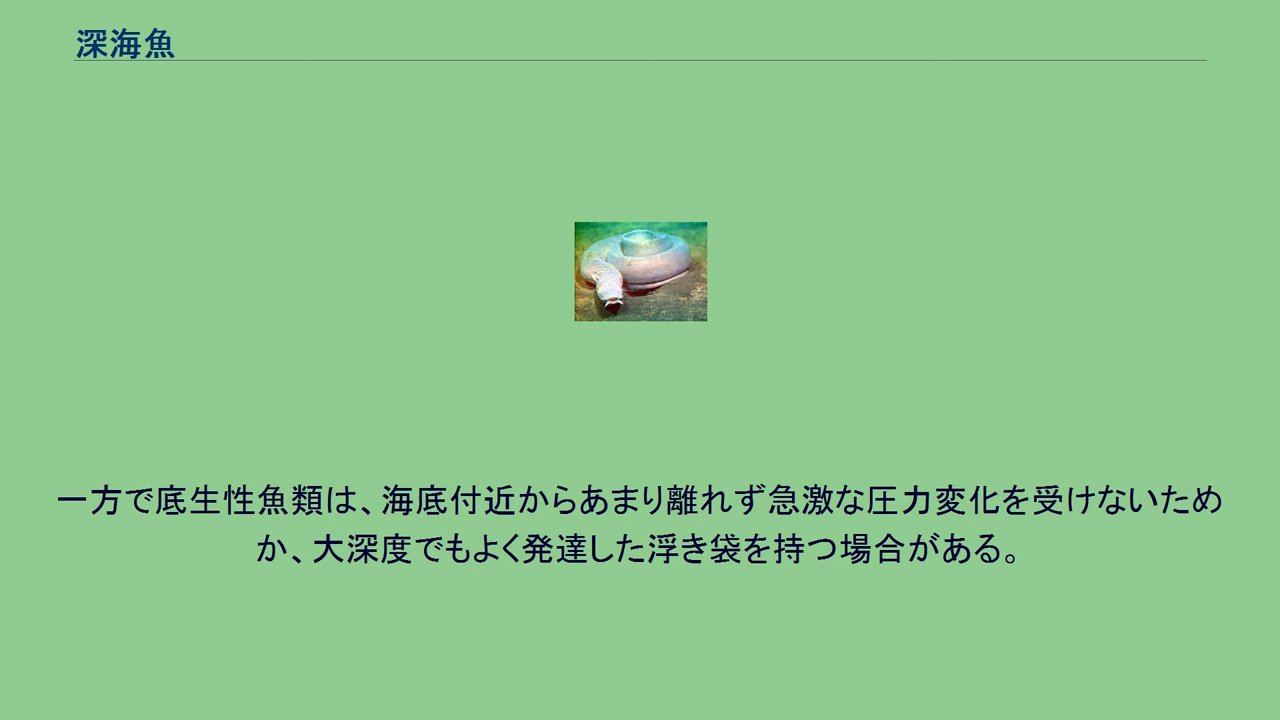 深海魚
一方で底生性魚類は、海底付近からあまり離れず急激な圧力変化を受けないため
か、大深度でもよく発達した浮き袋を持つ場合がある。